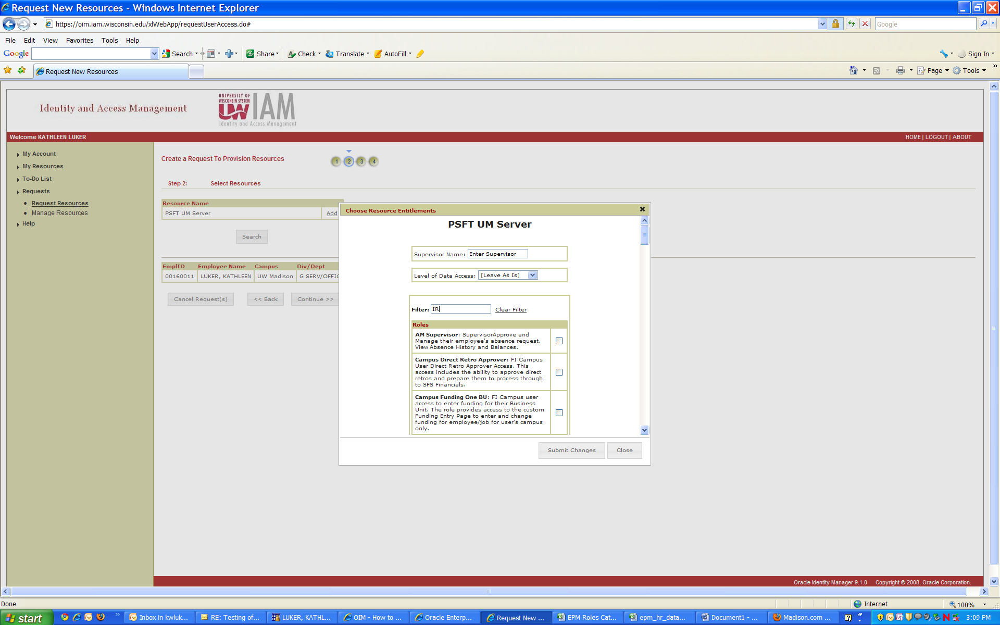 Request New Resources - Windows Internet Explorer
https://oim.iam.wisconsin.edu/xlWebApp/requestUserAccess.do#
Google
File Edit View Favorites Tools Help
Google Search Share Check Translate AutoFill Sign In
Request New Resources
Page Tools
Identity and Access Management
UNIVERSITY OF
WISCONSIN SYSTEM
UW IAM
Identity and Access Management
Welcome KATHLEEN LUKER
HOME | LOGOUT | ABOUT
My Account
My Resources
To-Do List
Requests
Request Resources
Manage Resources
Help
Create a Request To Provision Resources
1 2 3 4
Step 2: Select Resources
Resource Name
PSFT UM Server Add
Search
EmplID Employee Name Campus Div/Dept
00160011 LUKER, KATHLEEN UW Madison G SERV/OFFIC
Cancel Request(s) << Back Continue >>
Choose Resource Entitlements
PSFT UM Server
Supervisor Name: Enter Supervisor
Level of Data Access: [Leave As Is]
Filter: IR Clear Filter
Roles
AM Supervisor: SupervisorApprove and
Manage their employee's absence request.
View Absence History and Balances.
Campus Direct Retro Approver: FI Campus
User Direct Retro Approver Access. This
access includes the ability to approve direct
retros and prepare them to process through
to SFS Financials.
Campus Funding One BU: FI Campus user
access to enter funding for their Business
Unit. The role provides access to the custom
Funding Entry Page to enter and change
funding for employee/job for user's campus
only.
Submit Changes Close
Oracle Identity Manager 9.1.0 Copyright © 2008, Oracle Corporation.
Done
Internet
100%
start
Inbox in kwluk...
RE: Testing of...
LUKER, KATHL...
OIM - How to ...
Oracle Enterp...
Request New ...
EPM Roles Cat...
epm_hr_data...
Document1 - ...
Madison.com ...
3:09 PM